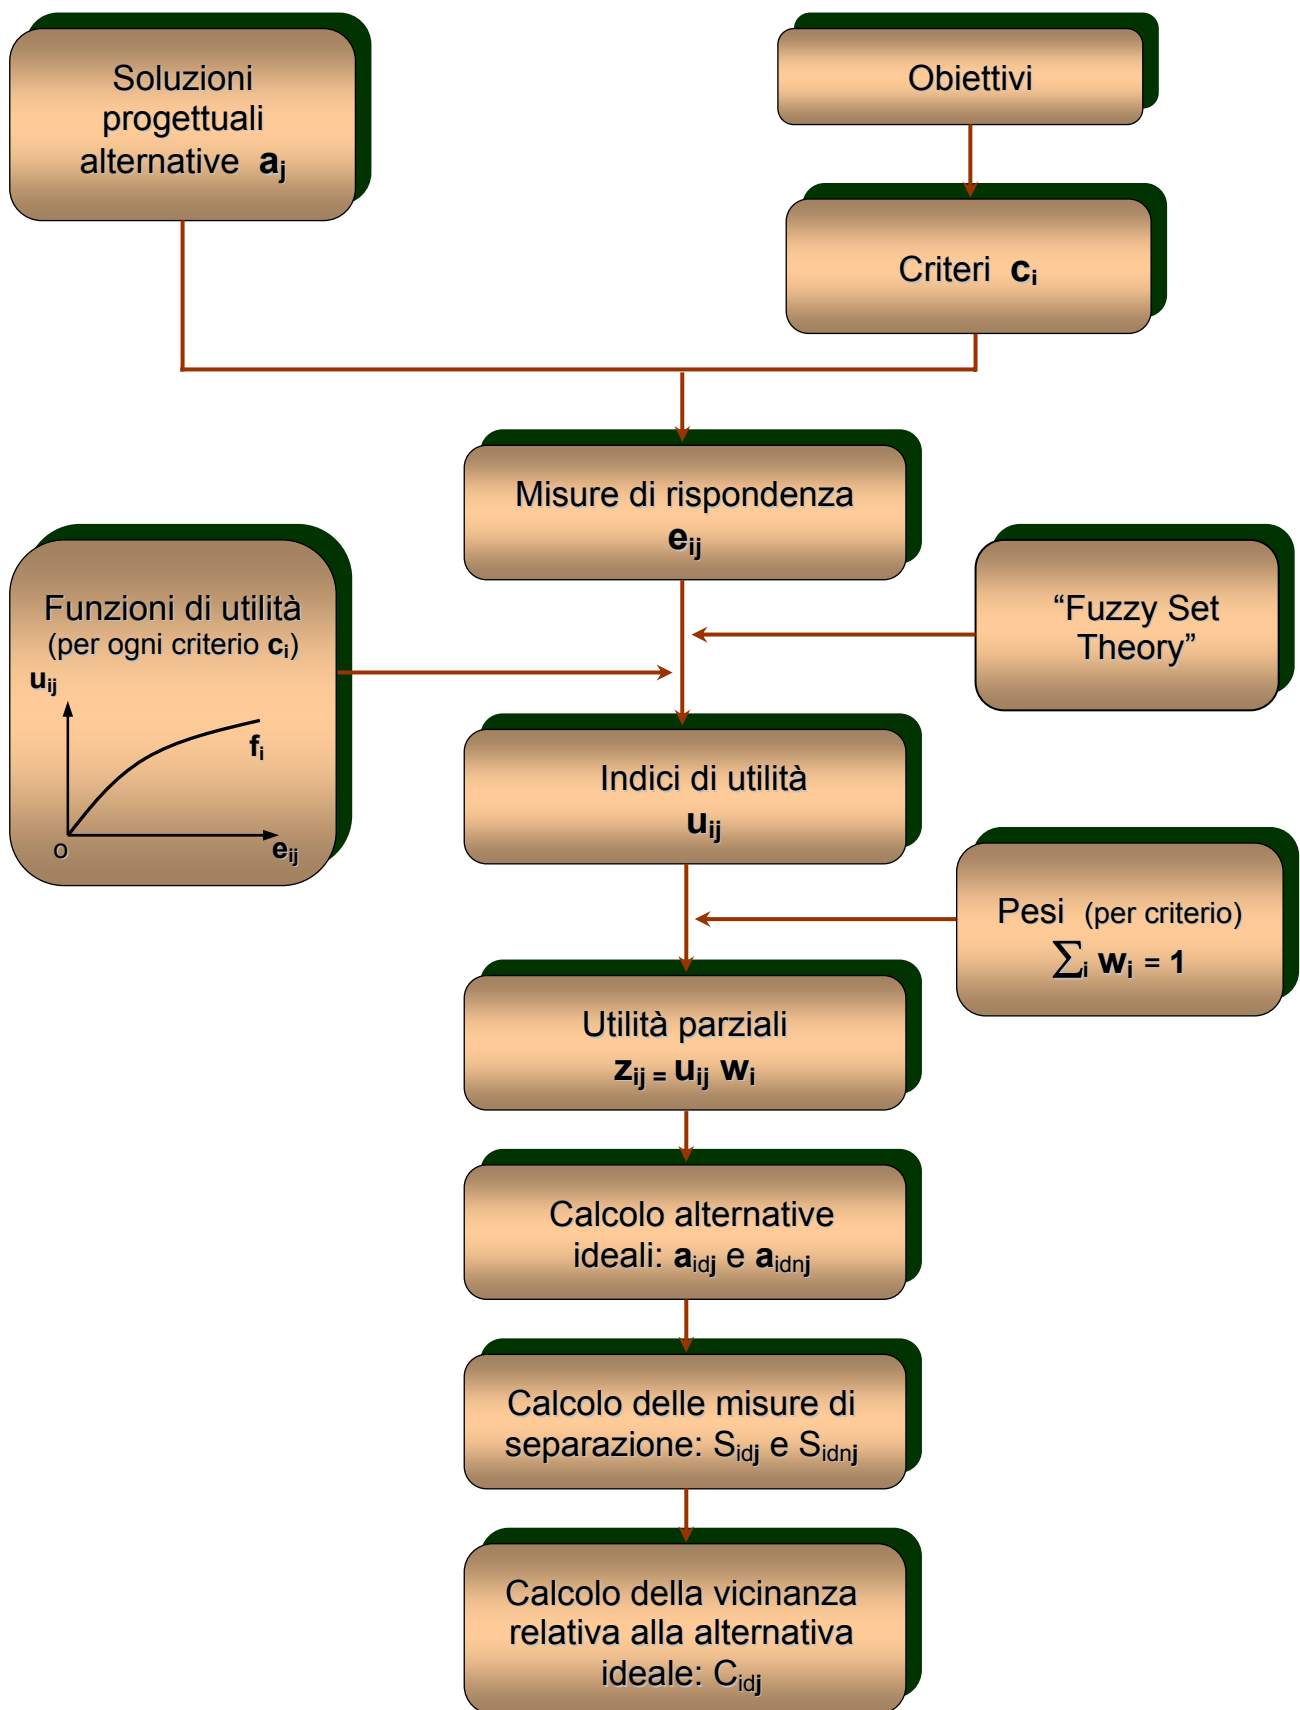 Soluzioni
progettuali
alternative aj
Obiettivi
Criteri ci
Misure di rispondenza
eij
Funzioni di utilità
(per ogni criterio ci)
uij
fi
o
eij
“Fuzzy Set
Theory”
Indici di utilità
uij
Pesi (per criterio)
∑i wi = 1
Utilità parziali
zij = uij wi
Calcolo alternative
ideali: aidj e aidnj
Calcolo delle misure di
separazione: Sidj e Sidnj
Calcolo della vicinanza
relativa alla alternativa
ideale: Cidj